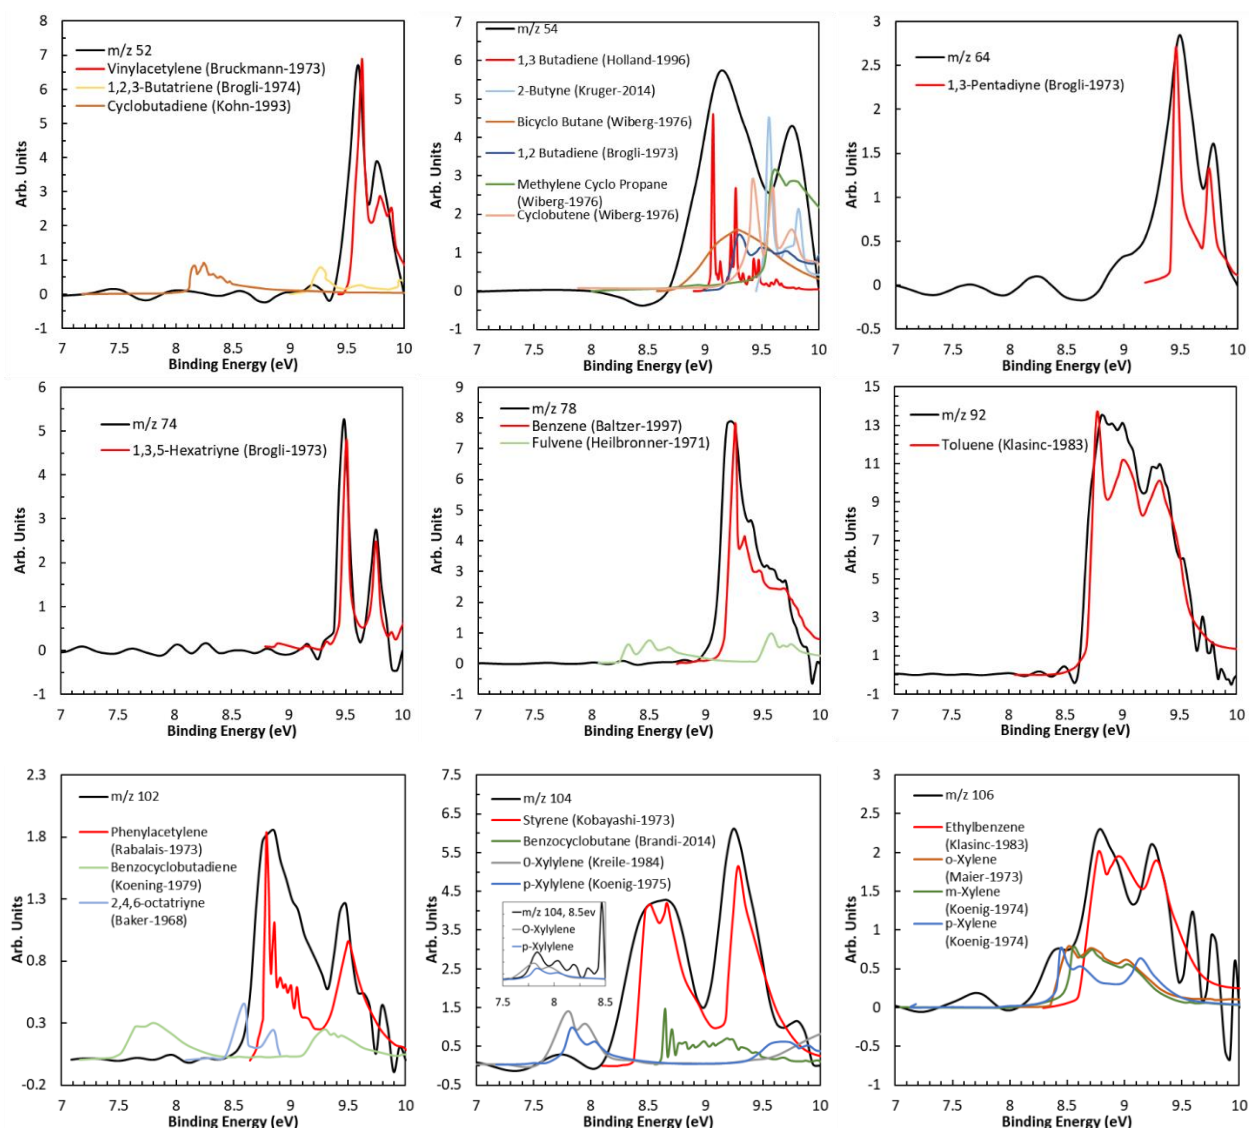 8
7
6
5
4
3
2
1
0
-1
Arb. Units
m/z 52
Vinylacetylene (Bruckmann-1973)
1,2,3-Butatriene (Brogli-1974)
Cyclobutadiene (Kohn-1993)
7 7.5 8 8.5 9 9.5 10
Binding Energy (eV)
7
6
5
4
3
2
1
0
-1
Arb. Units
m/z 54
1,3 Butadiene (Holland-1996)
2-Butyne (Kruger-2014)
Bicyclo Butane (Wiberg-1976)
1,2 Butadiene (Brogli-1973)
Methylene Cyclo Propane
(Wiberg-1976)
Cyclobutene (Wiberg-1976)
7 7.5 8 8.5 9 9.5 10
Binding Energy (eV)
3
2.5
2
1.5
1
0.5
0
-0.5
Arb. Units
m/z 64
1,3-Pentadiyne (Brogli-1973)
7 7.5 8 8.5 9 9.5 10
Binding Energy (eV)
6
5
4
3
2
1
0
-1
Arb. Units
m/z 74
1,3,5-Hexatriyne (Brogli-1973)
7 7.5 8 8.5 9 9.5 10
Binding Energy (eV)
9
8
7
6
5
4
3
2
1
0
-1
Arb. Units
m/z 78
Benzene (Baltzer-1997)
Fulvene (Heilbronner-1971)
7 7.5 8 8.5 9 9.5 10
Binding Energy (eV)
15
13
11
9
7
5
3
1
-1
Arb. Units
m/z 92
Toluene (Klasinc-1983)
7 7.5 8 8.5 9 9.5 10
Binding Energy (eV)
2.3
1.8
1.3
0.8
0.3
-0.2
Arb. Units
m/z 102
Phenylacetylene
(Rabalais-1973)
Benzocyclobutadiene
(Koening-1979)
2,4,6-octatriyne
(Baker-1968)
7 7.5 8 8.5 9 9.5 10
Binding Energy (eV)
7.5
6.5
5.5
4.5
3.5
2.5
1.5
0.5
-0.5
Arb. Units
m/z 104
Styrene (Kobayashi-1973)
Benzocyclobutane (Brandi-2014)
O-Xylylene (Kreile-1984)
p-Xylylene (Koenig-1975)
m/z 104, 8.5ev
O-Xylylene
p-Xylylene
7.5 8 8.5
7 7.5 8 8.5 9 9.5 10
Binding Energy (eV)
3
2.5
2
1.5
1
0.5
0
-0.5
-1
Arb. Units
m/z 106
Ethylbenzene
(Klasinc-1983)
o-Xylene
(Maier-1973)
m-Xylene
(Koenig-1974)
p-Xylene
(Koenig-1974)
7 7.5 8 8.5 9 9.5 10
Binding Energy (eV)